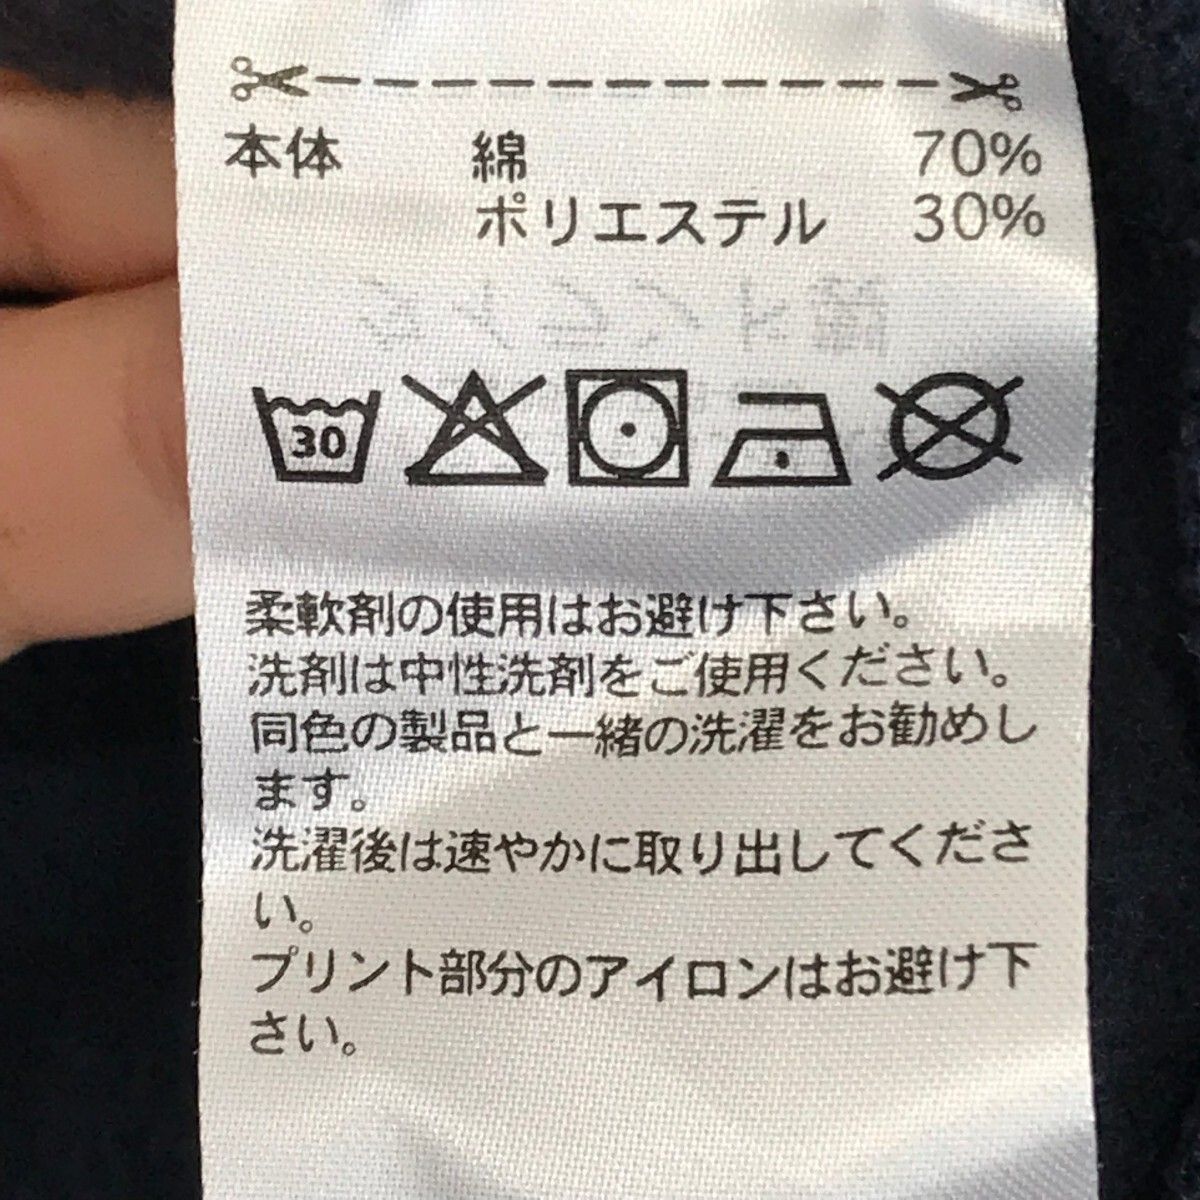 本体 綿 70%
ポリエステル 30%
30
柔軟剤の使用はお避け下さい。
洗剤は中性洗剤をご使用ください。
同色の製品と一緒の洗濯をお勧めし
ます。
洗濯後は速やかに取り出してくださ
い。
プリント部分のアイロンはお避け下
さい。